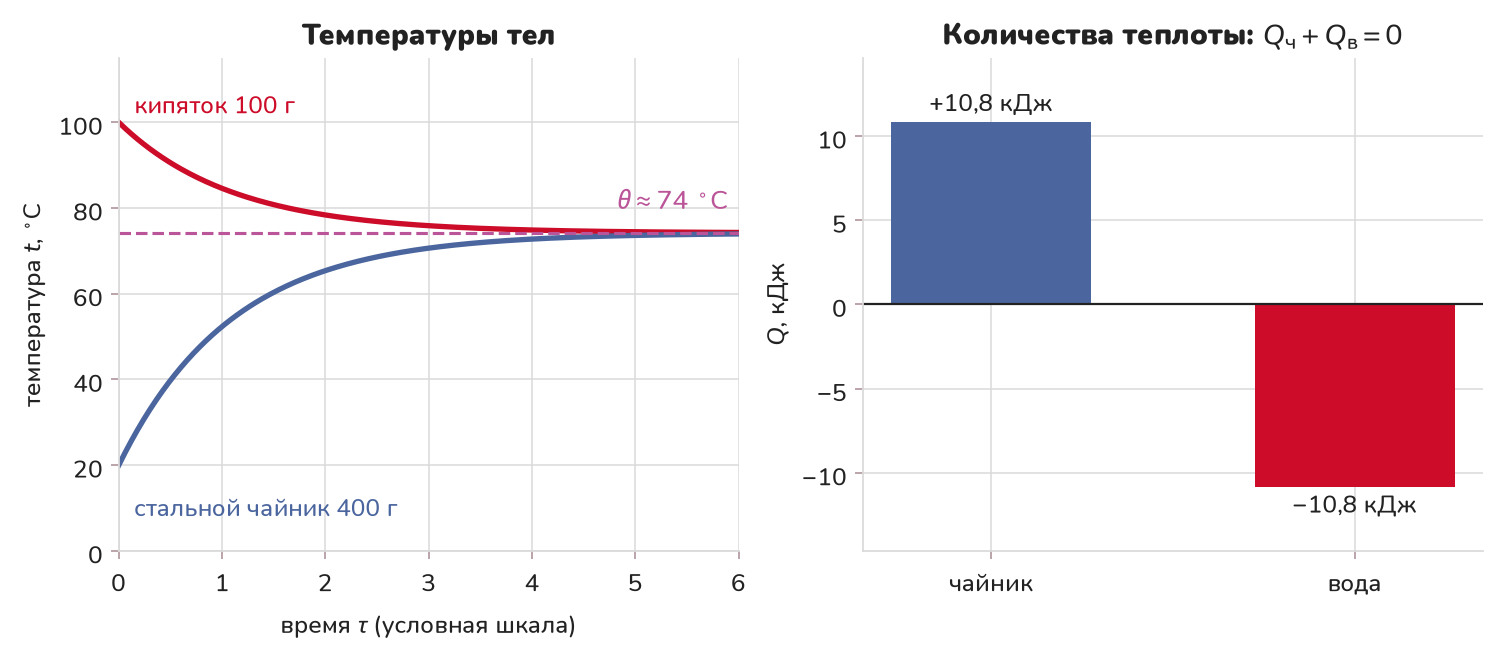 Температуры тел
температура t, °C
100
80
60
40
20
0
кипяток 100 г
θ ≈ 74 °C
стальной чайник 400 г
0 1 2 3 4 5 6
время τ (условная шкала)
Количества теплоты: Qч + Qв = 0
Q, кДж
10
5
0
−5
−10
+10,8 кДж
−10,8 кДж
чайник вода